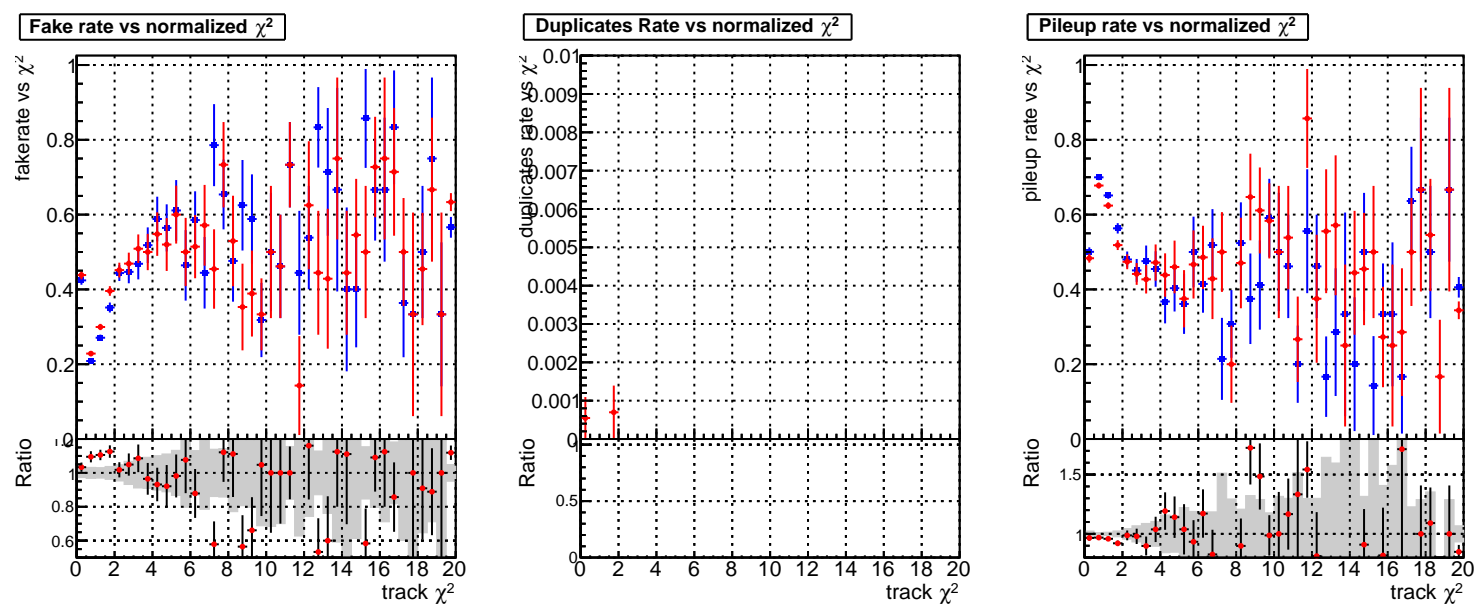 Fake rate vs normalized χ²
fakerate vs χ²
1
0.8
0.6
0.4
0.2
0
Ratio
1
0.8
0.6
0 2 4 6 8 10 12 14 16 18 20
track χ²
Duplicates Rate vs normalized χ²
duplicates rate vs χ²
0.01
0.009
0.008
0.007
0.006
0.005
0.004
0.003
0.002
0.001
0
Ratio
1
0.5
0
0 2 4 6 8 10 12 14 16 18 20
track χ²
Pileup rate vs normalized χ²
pileup rate vs χ²
1
0.8
0.6
0.4
0.2
0
Ratio
1.5
1
0 2 4 6 8 10 12 14 16 18 20
track χ²